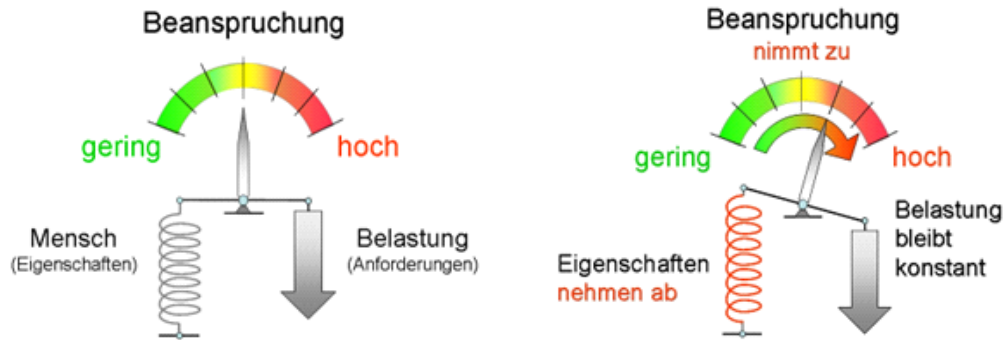 Beanspruchung
gering
hoch
Mensch
(Eigenschaften)
Belastung
(Anforderungen)
Beanspruchung
nimmt zu
gering
hoch
Eigenschaften
nehmen ab
Belastung
bleibt
konstant